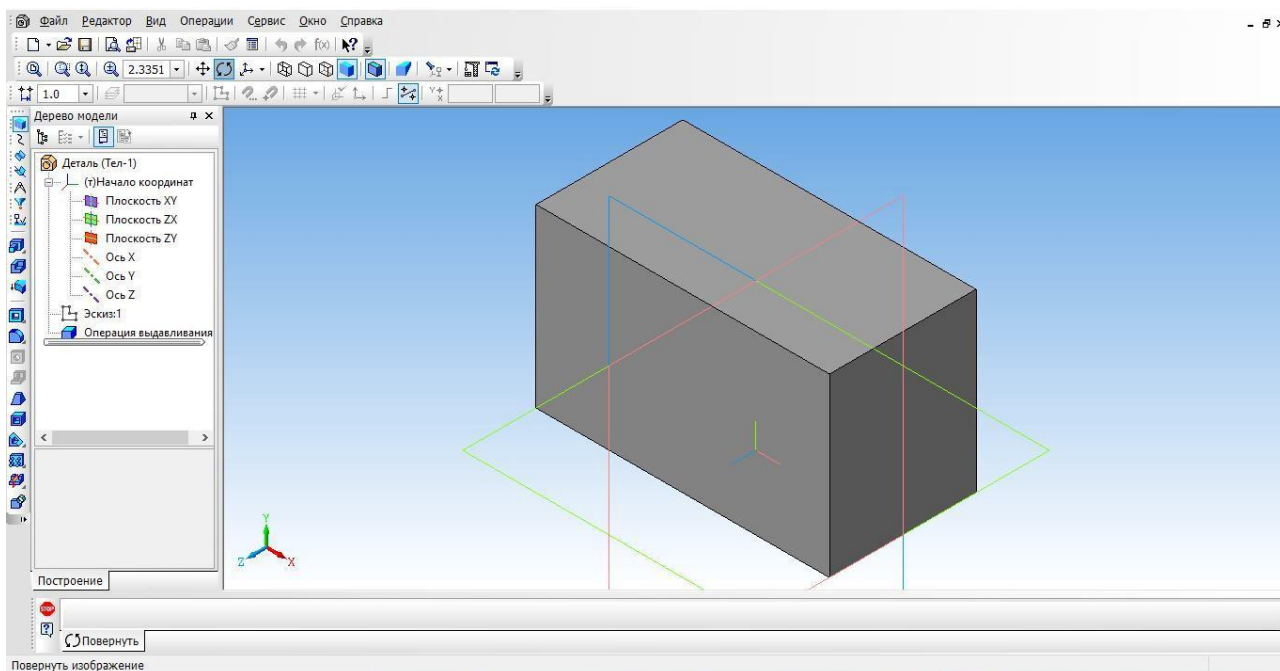 Файл Редактор Вид Операции Сервис Окно Справка
2.3351
1.0
Дерево модели
Деталь (Тел-1)
(т)Начало координат
Плоскость XY
Плоскость ZX
Плоскость ZY
Ось X
Ось Y
Ось Z
Эскиз:1
Операция выдавливания
Y
Z X
Построение
STOP
Повернуть
Повернуть изображение